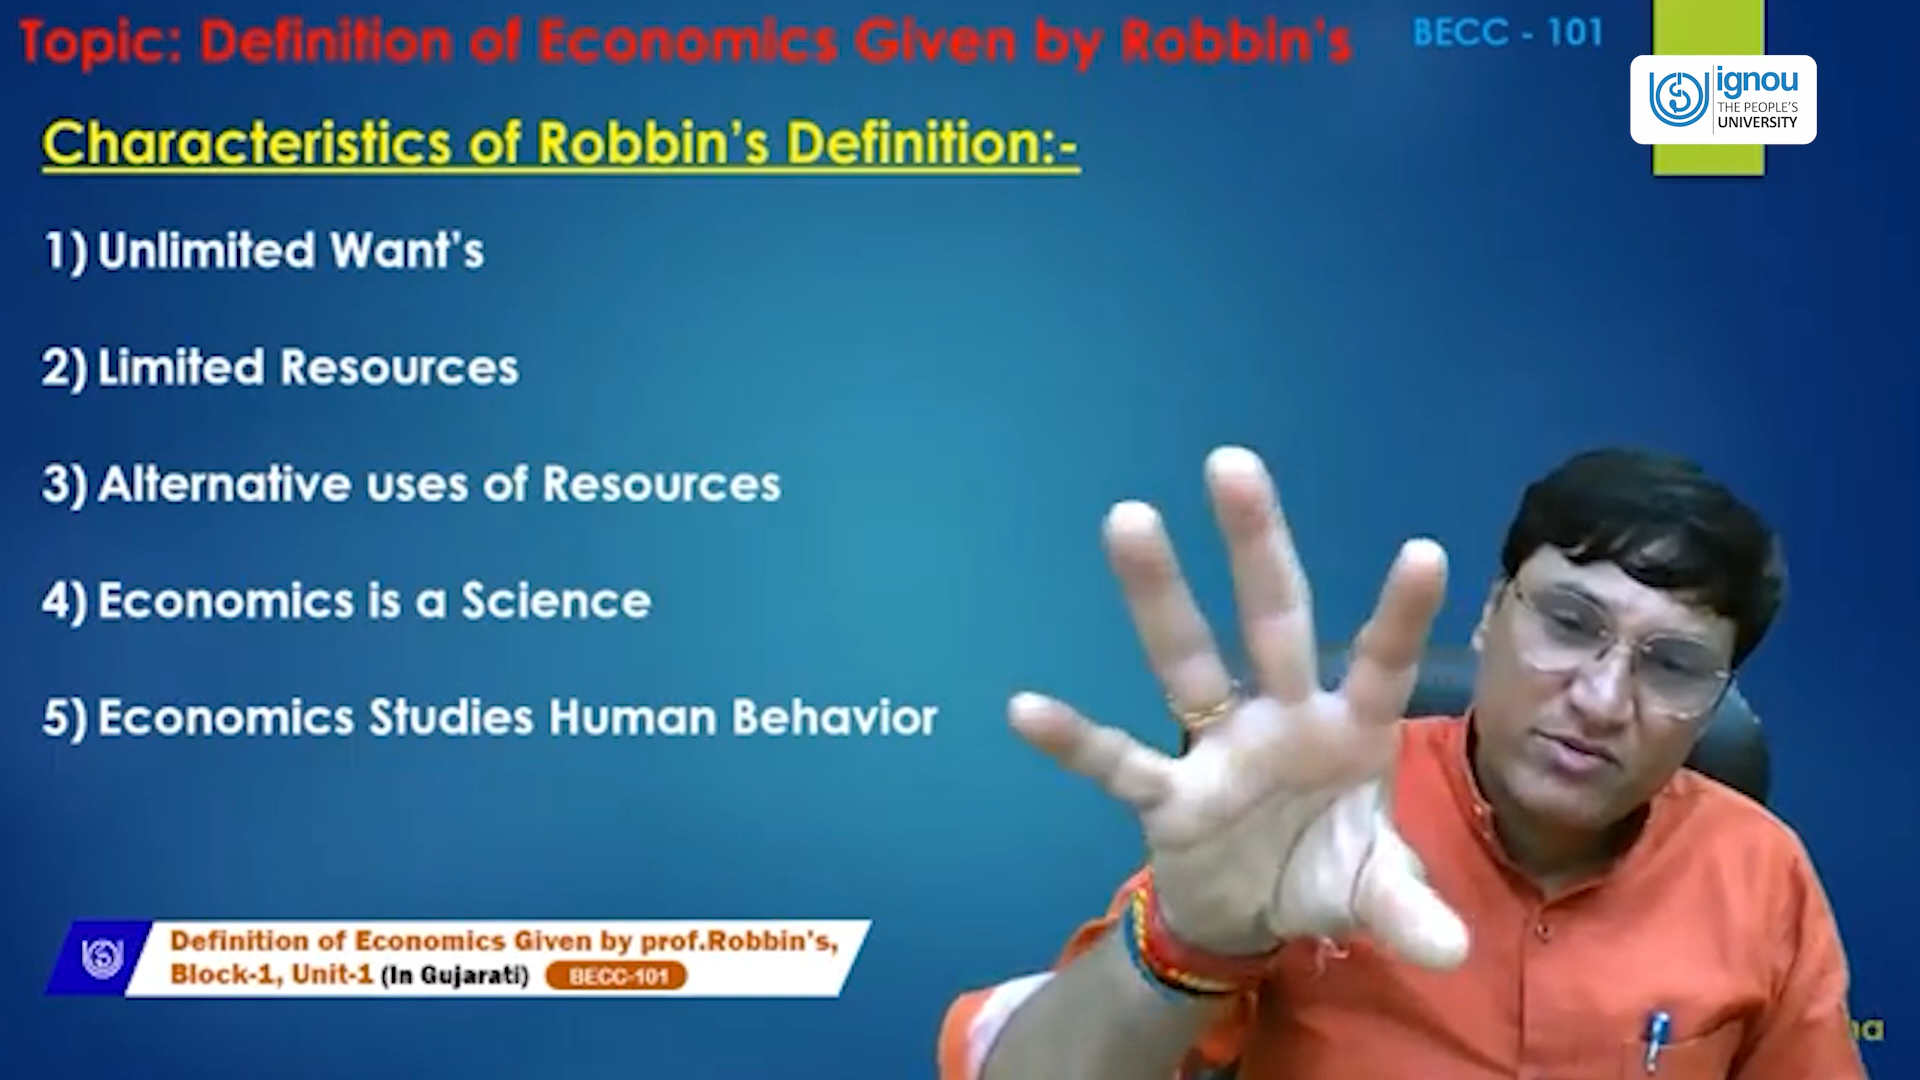 Topic: Definition of Economics Given by Robbin's
BECC - 101
ignou
THE PEOPLE'S
UNIVERSITY
Characteristics of Robbin's Definition:-
1) Unlimited Want's
2) Limited Resources
3) Alternative uses of Resources
4) Economics is a Science
5) Economics Studies Human Behavior
Definition of Economics Given by prof.Robbin's,
Block-1, Unit-1 (In Gujarati) BECC-101